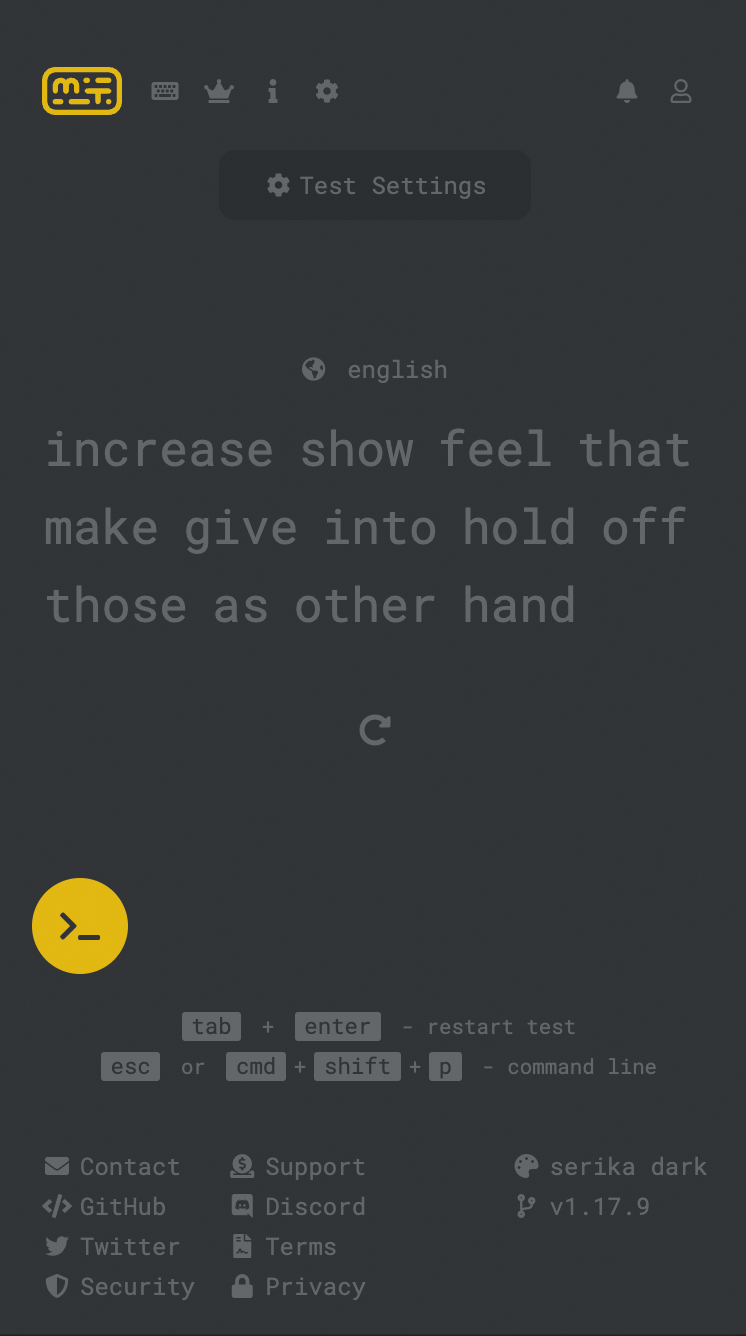 mT
Test Settings
english
increase show feel that
make give into hold off
those as other hand
tab + enter - restart test
esc or cmd + shift + p - command line
Contact Support serika dark
GitHub Discord v1.17.9
Twitter Terms
Security Privacy